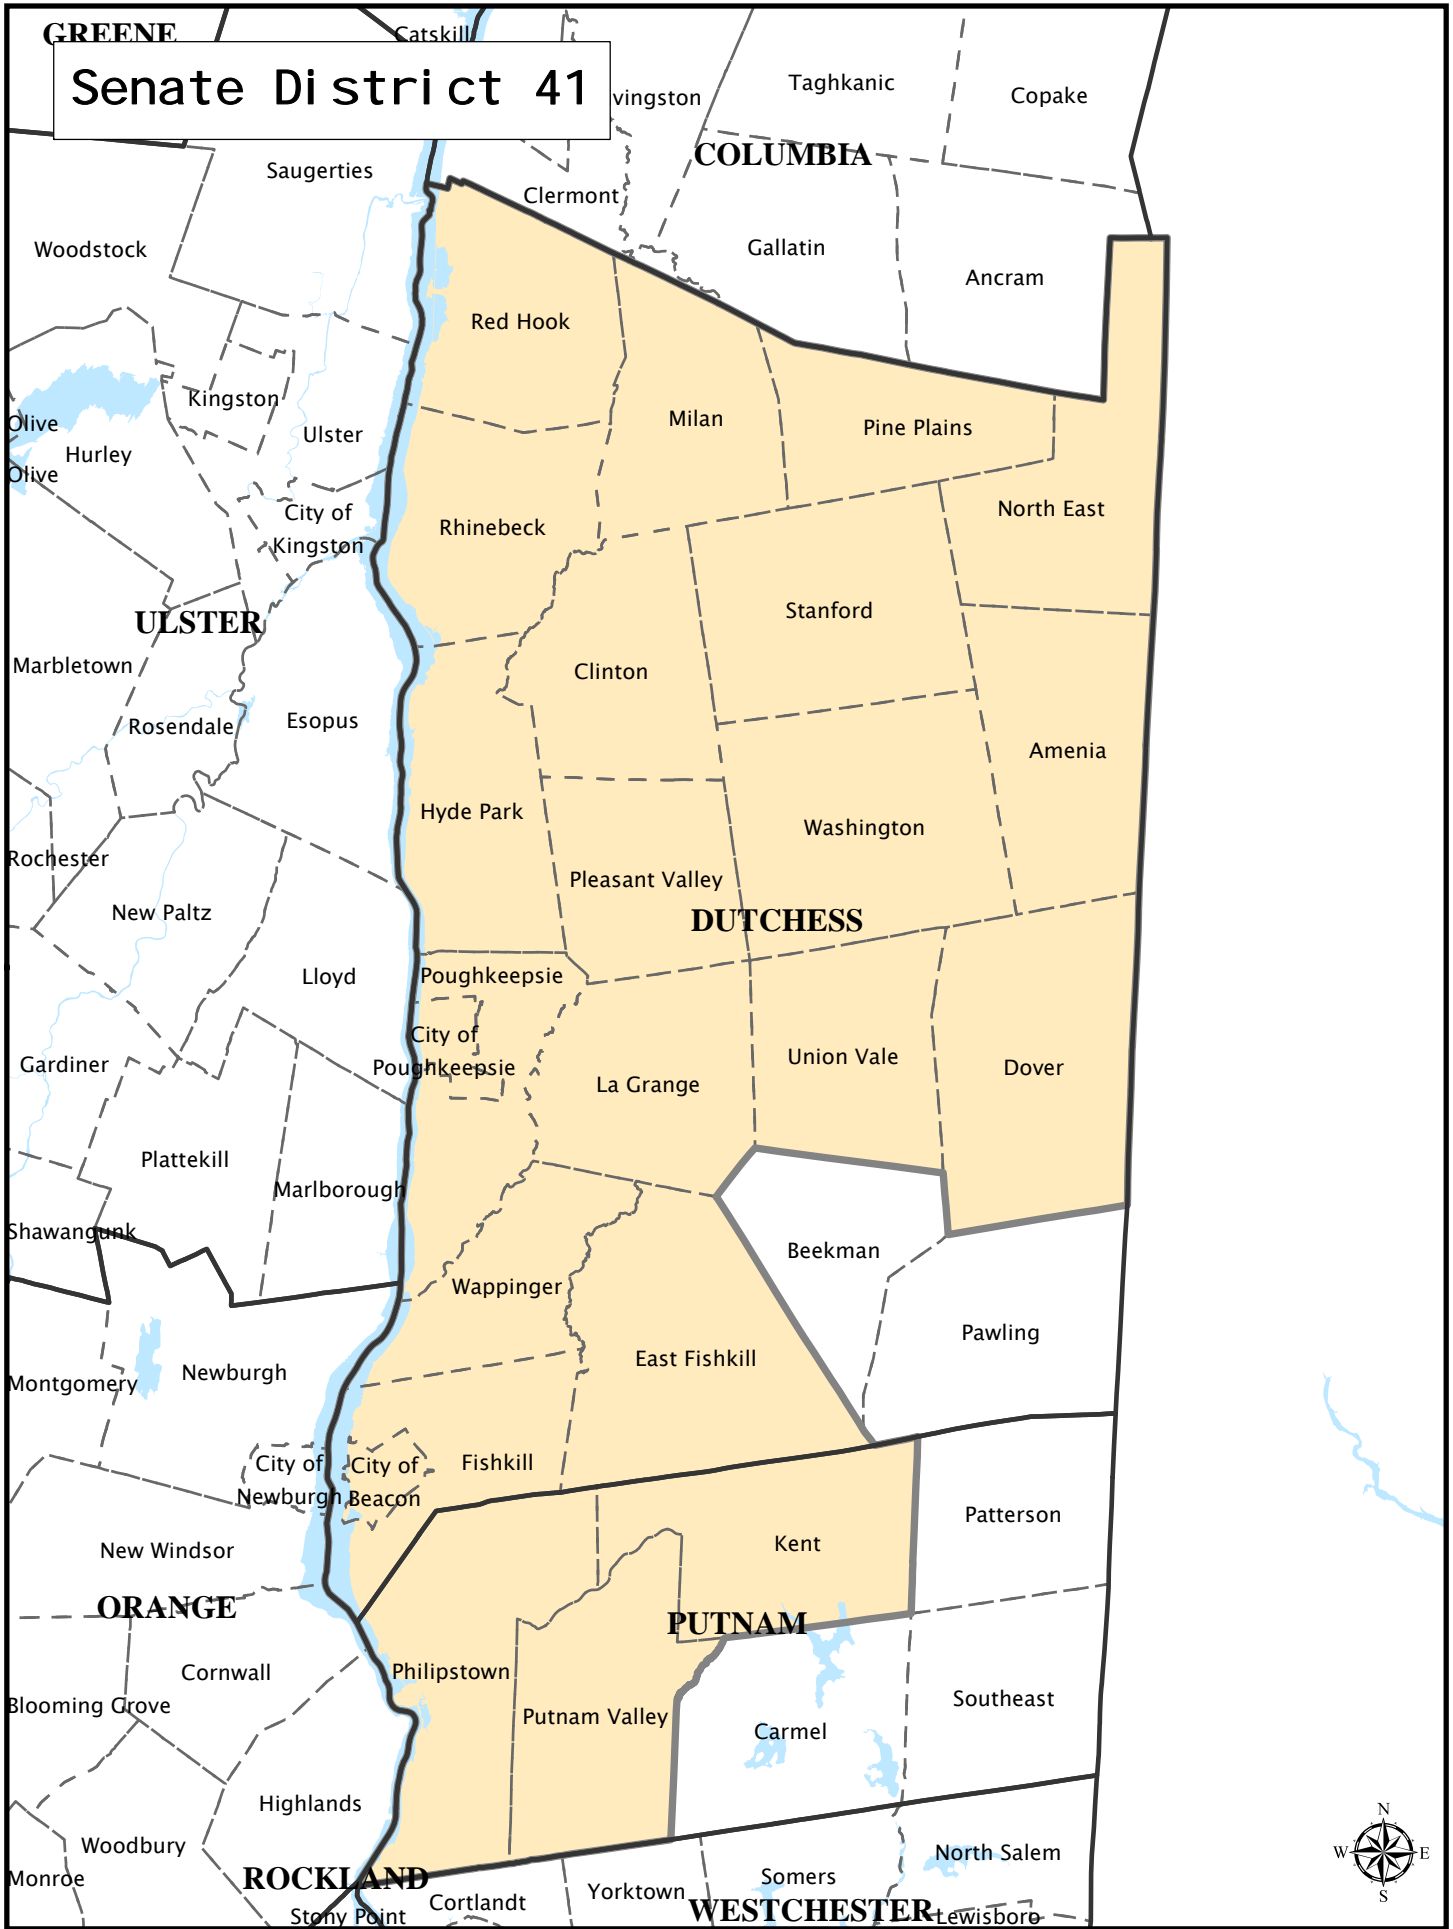 GREENE
Catskill
Senate District 41
vingston
Taghkanic
Copake
COLUMBIA
Saugerties
Clermont
Woodstock
Gallatin
Ancram
Red Hook
Kingston
Milan
Olive
Ulster
Pine Plains
Hurley
Olive
North East
City of
Kingston
Rhinebeck
Stanford
ULSTER
Marbletown
Clinton
Esopus
Rosendale
Amenia
Hyde Park
Washington
Rochester
Pleasant Valley
New Paltz
DUTCHESS
Lloyd
Poughkeepsie
City of
Poughkeepsie
Gardiner
Union Vale
Dover
La Grange
Plattekill
Marlborough
Shawangunk
Beekman
Wappinger
Pawling
East Fishkill
Newburgh
Montgomery
City of
Newburgh
City of
Beacon
Fishkill
Patterson
New Windsor
Kent
ORANGE
PUTNAM
Cornwall
Philipstown
Blooming Grove
Southeast
Putnam Valley
Carmel
Highlands
Woodbury
Monroe
ROCKLAND
Stony Point
Cortlandt
Yorktown
Somers
North Salem
WESTCHESTER
Lewisboro
N
W
E
S